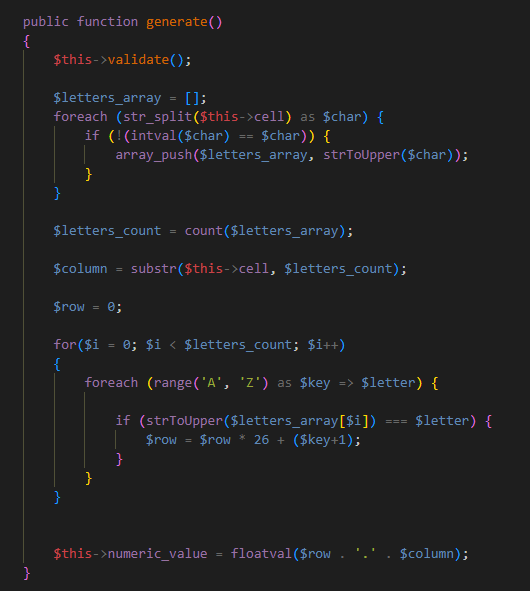 public function generate()
{
    $this->validate();

    $letters_array = [];
    foreach (str_split($this->cell) as $char) {
        if (!(intval($char) == $char)) {
            array_push($letters_array, strToUpper($char));
        }
    }

    $letters_count = count($letters_array);

    $column = substr($this->cell, $letters_count);

    $row = 0;

    for($i = 0; $i < $letters_count; $i++)
    {
        foreach (range('A', 'Z') as $key => $letter) {

            if (strToUpper($letters_array[$i]) === $letter) {
                $row = $row * 26 + ($key+1);
            }
        }
    }


    $this->numeric_value = floatval($row . '.' . $column);
}